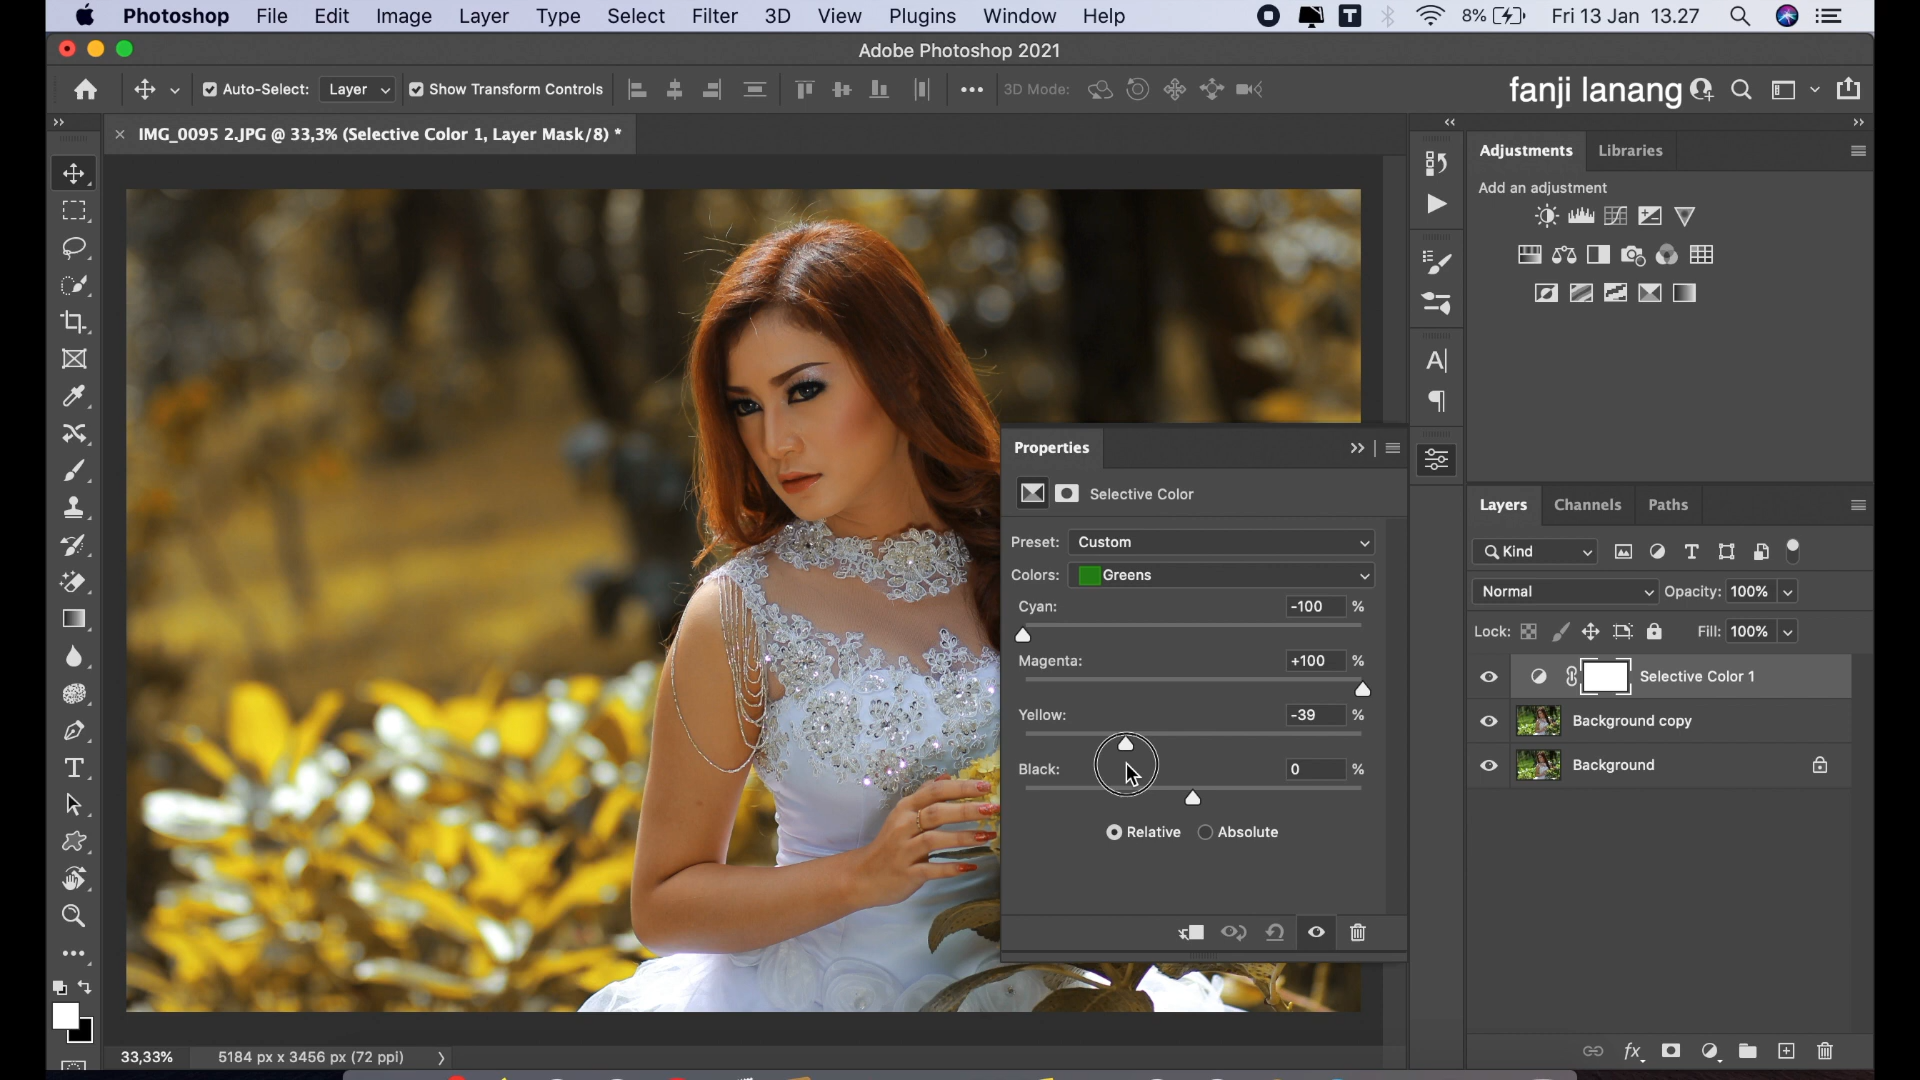 Photoshop File Edit Image Layer Type Select Filter 3D View Plugins Window Help T 8% Fri 13 Jan 13.27
Adobe Photoshop 2021
Auto-Select: Layer Show Transform Controls 3D Mode: fanji lanang
IMG_0095 2.JPG @ 33,3% (Selective Color 1, Layer Mask/8) *
Adjustments Libraries
Add an adjustment
Properties
Selective Color
Preset: Custom
Colors: Greens
Cyan: -100 %
Magenta: +100 %
Yellow: -39 %
Black: 0 %
Relative Absolute
Layers Channels Paths
Kind
Normal Opacity: 100%
Lock: Fill: 100%
Selective Color 1
Background copy
Background
33,33% 5184 px x 3456 px (72 ppi)